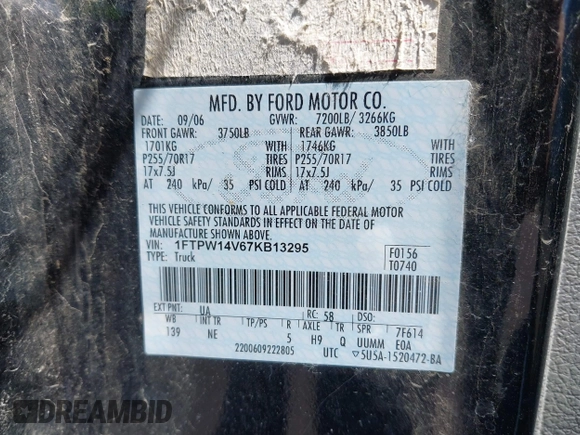 MFD. BY FORD MOTOR CO.
DATE: 09/06 GVWR: 7200LB/ 3266KG
FRONT GAWR: 3750LB REAR GAWR: 3850LB
1701KG WITH 1746KG WITH
P255/70R17 TIRES P255/70R17 TIRES
17x7.5J RIMS 17x7.5J RIMS
AT 240 kPa/ 35 PSI COLD AT 240 kPa/ 35 PSI COLD
THIS VEHICLE CONFORMS TO ALL APPLICABLE FEDERAL MOTOR
VEHICLE SAFETY STANDARDS IN EFFECT ON THE DATE OF
MANUFACTURE SHOWN ABOVE.
VIN: 1FTPW14V67KB13295
TYPE: Truck
F0156
T0740
EXT PNT: UA RC: 58 DSO:
WB INT TR TP/PS R AXLE TR SPR 7F614
139 NE 5 H9 Q UUMM E0A
2200609222805 UTC 5U5A-1520472-BA
DREAMBID